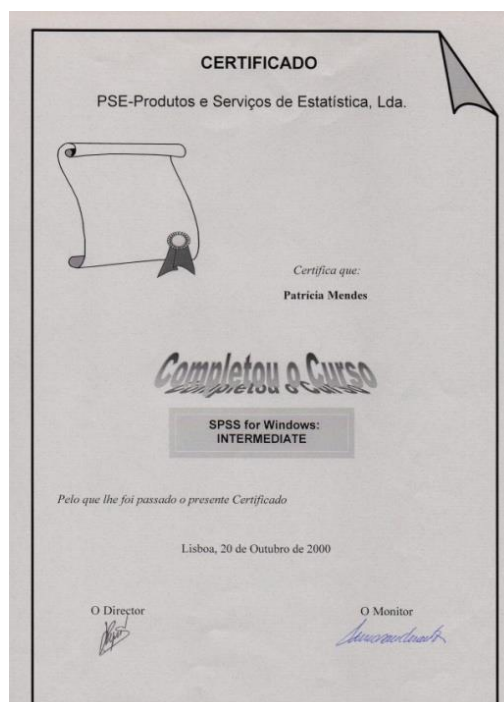 CERTIFICADO
PSE-Produtos e Serviços de Estatística, Lda.
Certifica que:
Patrícia Mendes
Completou o Curso
SPSS for Windows:
INTERMEDIATE
Pelo que lhe foi passado o presente Certificado
Lisboa, 20 de Outubro de 2000
O Director
O Monitor